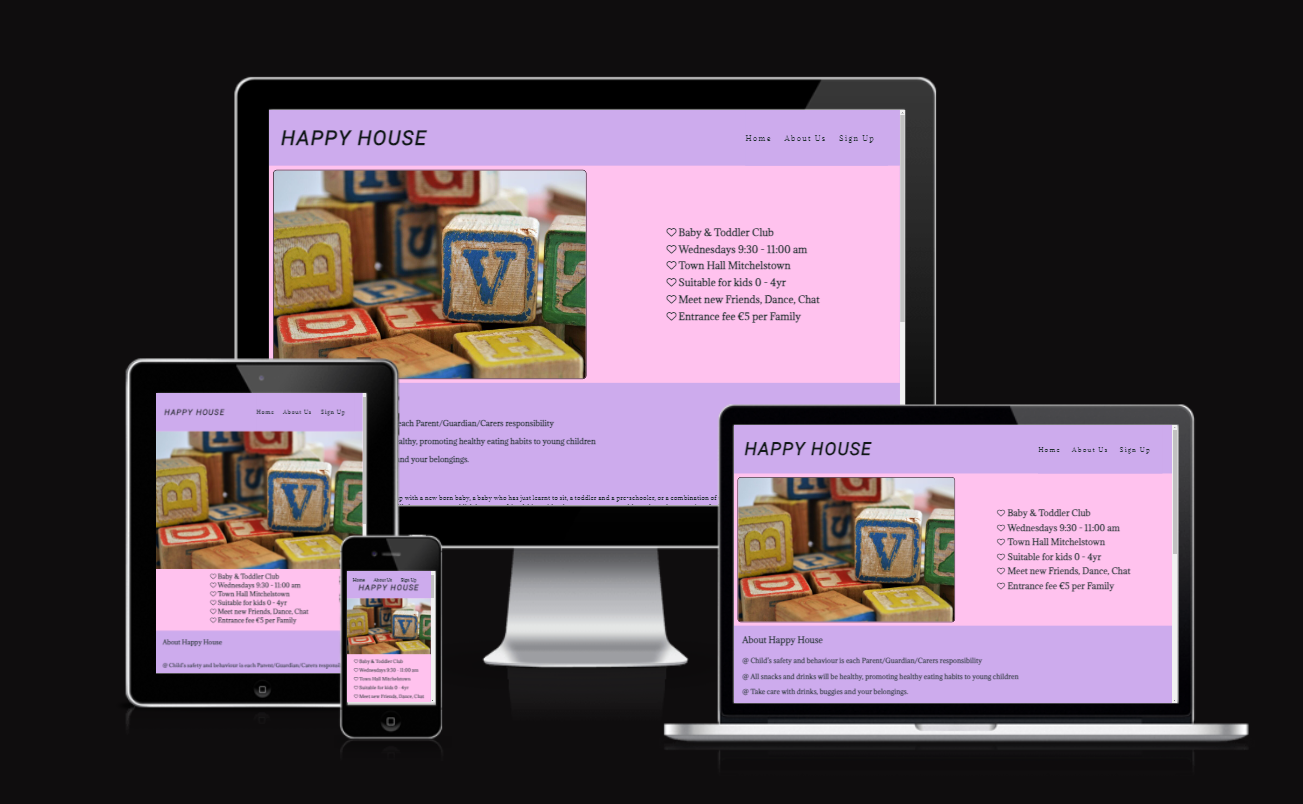 HAPPY HOUSE
Home About Us Sign Up
B
V
Baby & Toddler Club
Wednesdays 9:30 - 11:00 am
Town Hall Mitchelstown
Suitable for kids 0 - 4yr
Meet new Friends, Dance, Chat
Entrance fee €5 per Family
each Parent/Guardian/Carers responsibility
healthy, promoting healthy eating habits to young children
and your belongings.
with a new born baby, a baby who has just learnt to sit, a toddler and a pre-schooler, or a combination of
HAPPY HOUSE
Home About Us Sign Up
B
V
Baby & Toddler Club
Wednesdays 9:30 - 11:00 am
Town Hall Mitchelstown
Suitable for kids 0 - 4yr
Meet new Friends, Dance, Chat
Entrance fee €5 per Family
About Happy House
@ Child's safety and behaviour is each Parent/Guardian/Carers
Home About Us Sign Up
HAPPY HOUSE
V
Baby & Toddler Club
Wednesdays 9:30 - 11:00 am
Town Hall Mitchelstown
Suitable for kids 0 - 4yr
Meet new Friends, Dance, Chat
HAPPY HOUSE
Home About Us Sign Up
B
V
Baby & Toddler Club
Wednesdays 9:30 - 11:00 am
Town Hall Mitchelstown
Suitable for kids 0 - 4yr
Meet new Friends, Dance, Chat
Entrance fee €5 per Family
About Happy House
@ Child's safety and behaviour is each Parent/Guardian/Carers responsibility
@ All snacks and drinks will be healthy, promoting healthy eating habits to young children
@ Take care with drinks, buggies and your belongings.